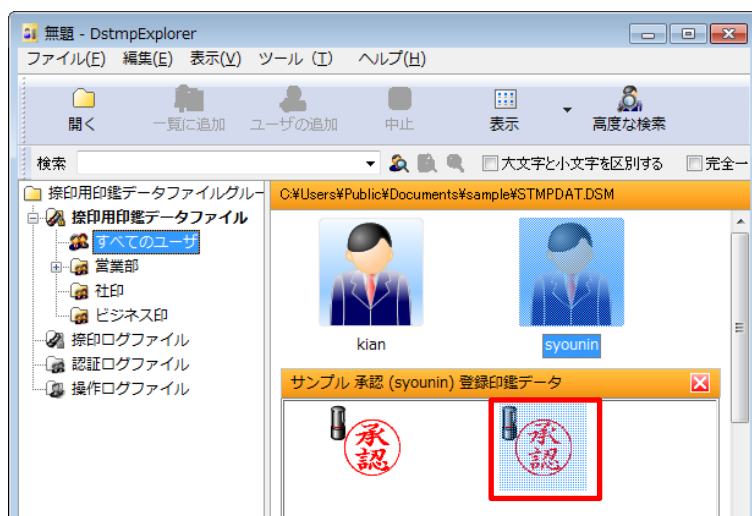 無題 - DstmpExplorer
ファイル(F) 編集(E) 表示(V) ツール (T) ヘルプ(H)
開く 一覧に追加 ユーザの追加 中止 表示 高度な検索
検索 大文字と小文字を区別する 完全一
捺印用印鑑データファイルグルー
捺印用印鑑データファイル
すべてのユーザ
営業部
社印
ビジネス印
捺印ログファイル
認証ログファイル
操作ログファイル
C:¥Users¥Public¥Documents¥sample¥STMPDAT.DSM
kian syounin
サンプル 承認 (syounin) 登録印鑑データ
承認 承認